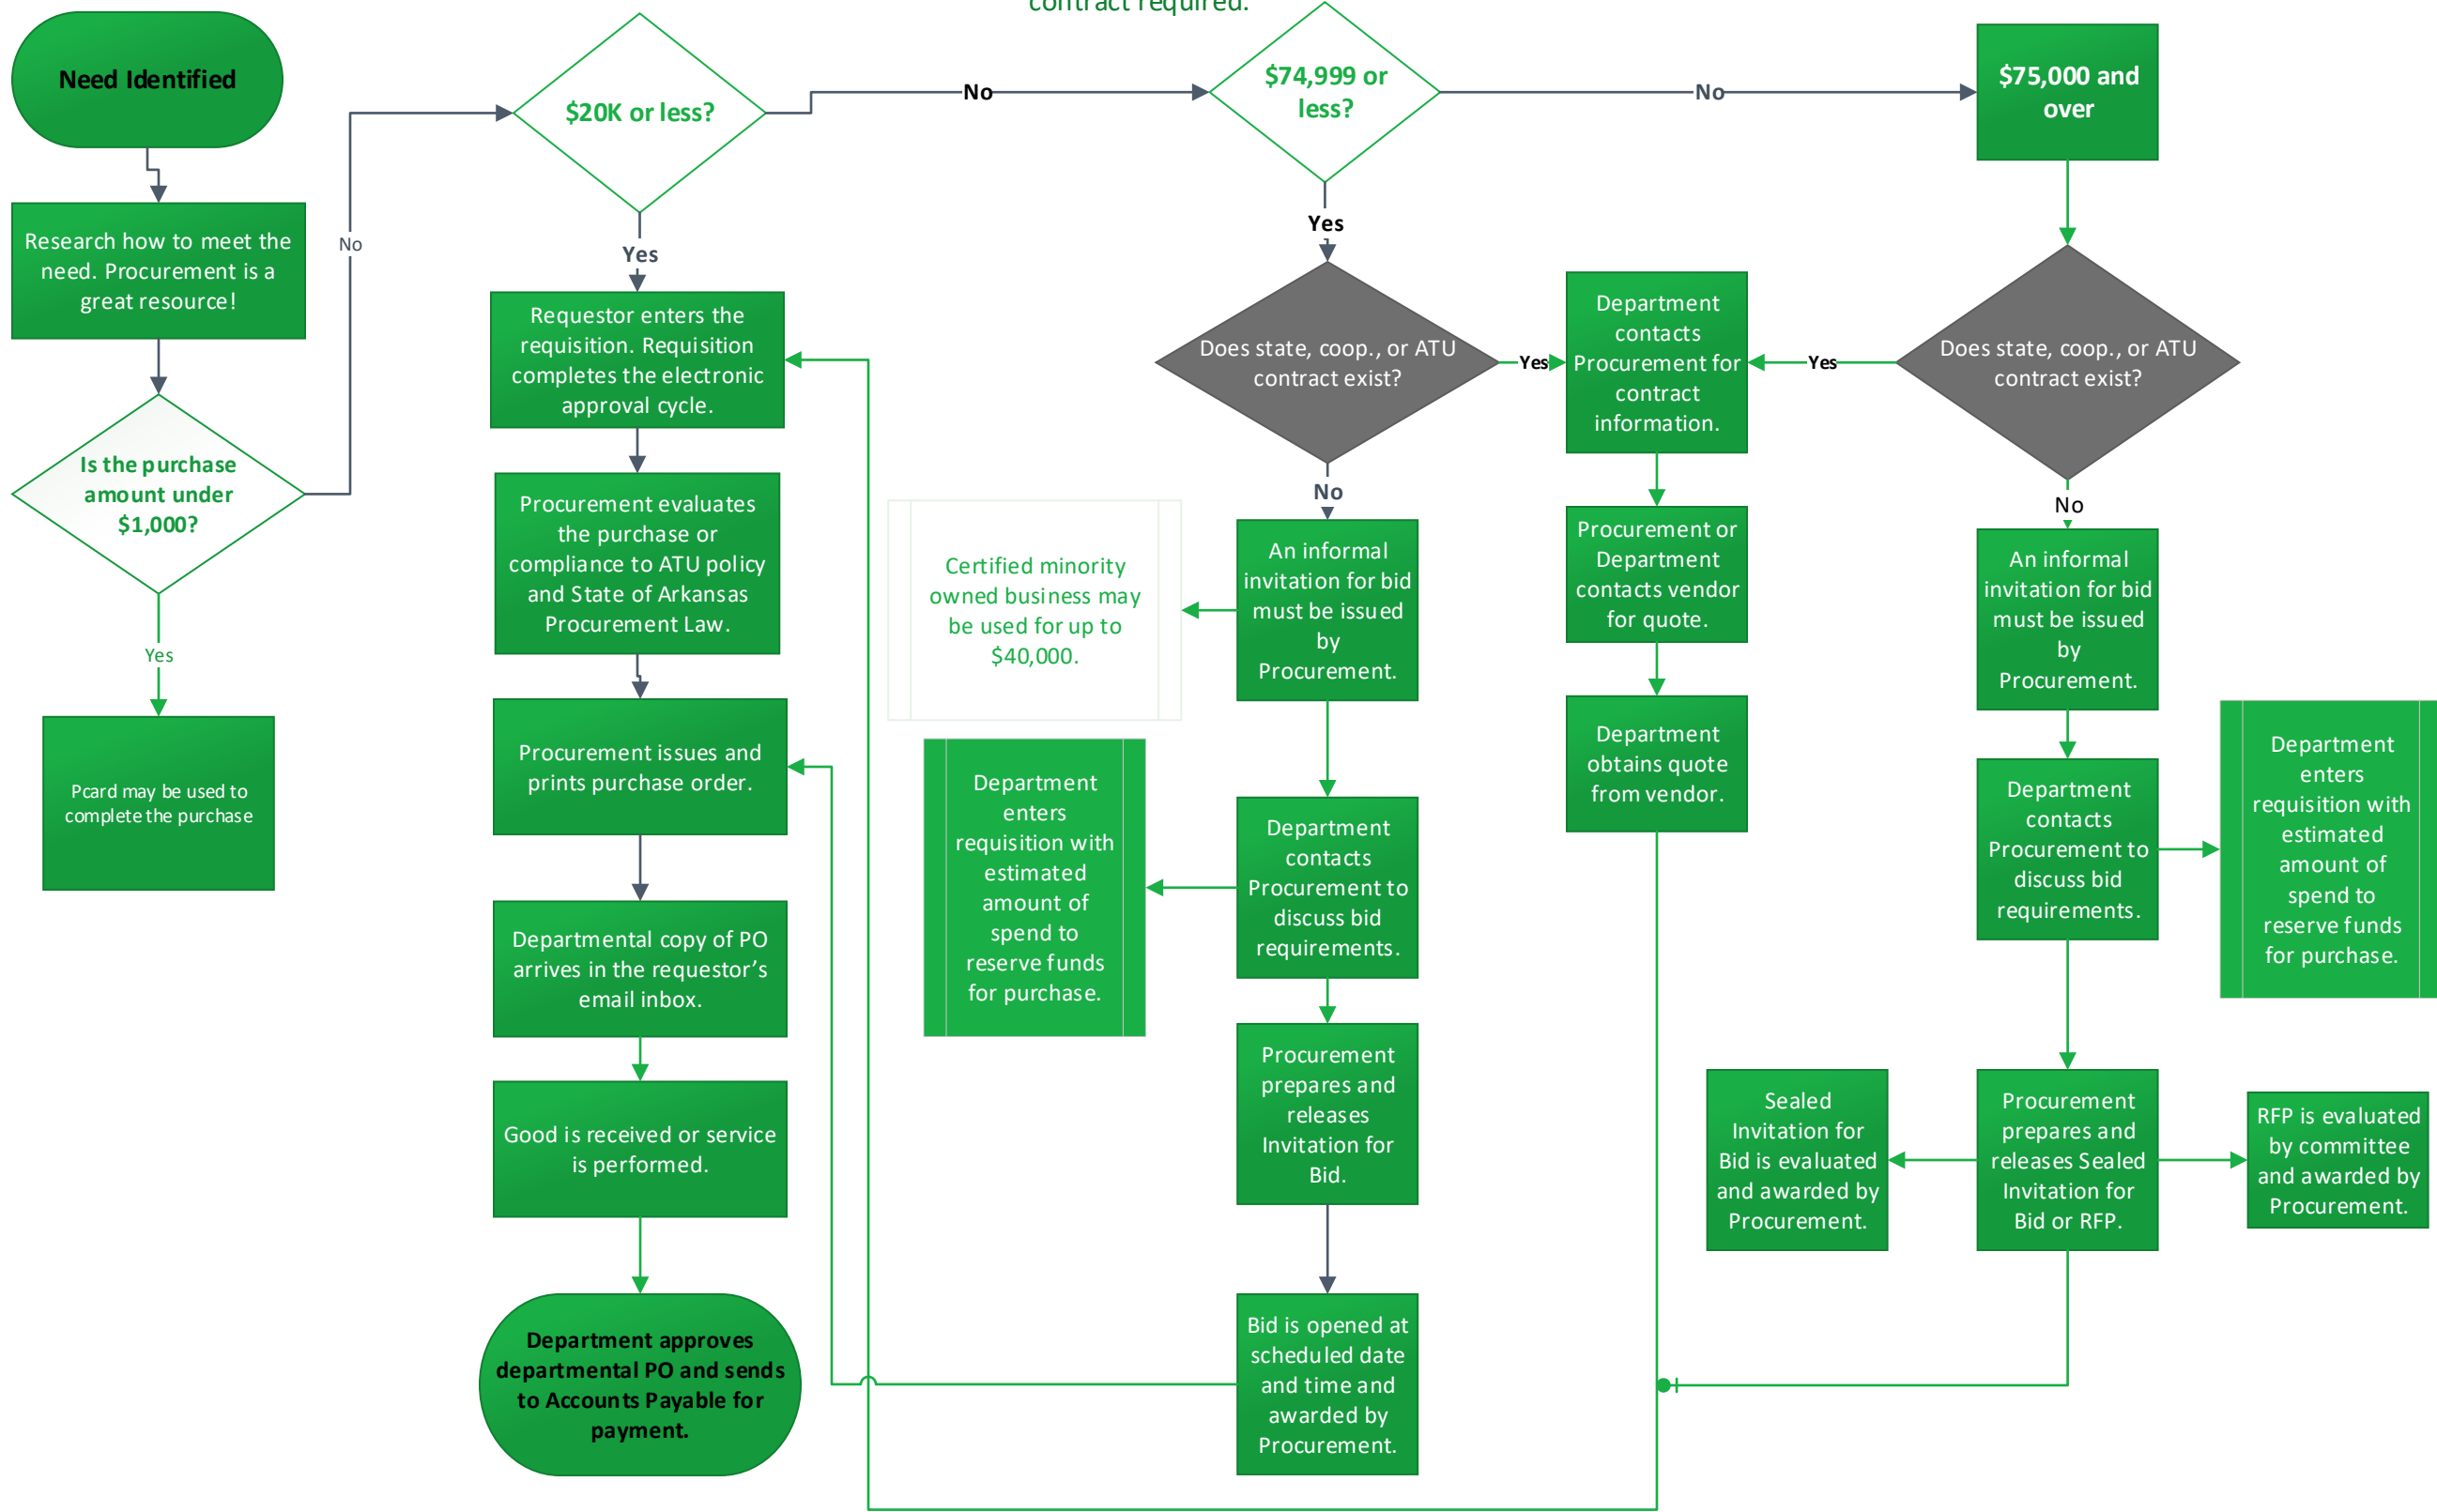 contract required.
Need Identified
Research how to meet the
need. Procurement is a
great resource!
Is the purchase
amount under
$1,000?
No
Yes
Pcard may be used to
complete the purchase
$20K or less?
No
Yes
Requestor enters the
requisition. Requisition
completes the electronic
approval cycle.
Procurement evaluates
the purchase or
compliance to ATU policy
and State of Arkansas
Procurement Law.
Procurement issues and
prints purchase order.
Departmental copy of PO
arrives in the requestor’s
email inbox.
Good is received or service
is performed.
Department approves
departmental PO and sends
to Accounts Payable for
payment.
$74,999 or
less?
No
Yes
Does state, coop., or ATU
contract exist?
Yes
No
An informal
invitation for bid
must be issued
by
Procurement.
Certified minority
owned business may
be used for up to
$40,000.
Department
contacts
Procurement to
discuss bid
requirements.
Department
enters
requisition with
estimated
amount of
spend to
reserve funds
for purchase.
Procurement
prepares and
releases
Invitation for
Bid.
Bid is opened at
scheduled date
and time and
awarded by
Procurement.
Department
contacts
Procurement for
contract
information.
Procurement or
Department
contacts vendor
for quote.
Department
obtains quote
from vendor.
$75,000 and
over
Does state, coop., or ATU
contract exist?
Yes
No
An informal
invitation for bid
must be issued
by
Procurement.
Department
contacts
Procurement to
discuss bid
requirements.
Department
enters
requisition with
estimated
amount of
spend to
reserve funds
for purchase.
Procurement
prepares and
releases Sealed
Invitation for
Bid or RFP.
Sealed
Invitation for
Bid is evaluated
and awarded by
Procurement.
RFP is evaluated
by committee
and awarded by
Procurement.